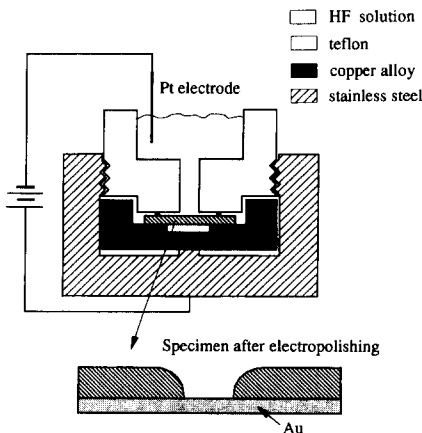 HF solution
teflon
copper alloy
stainless steel
Pt electrode
Specimen after electropolishing
Au